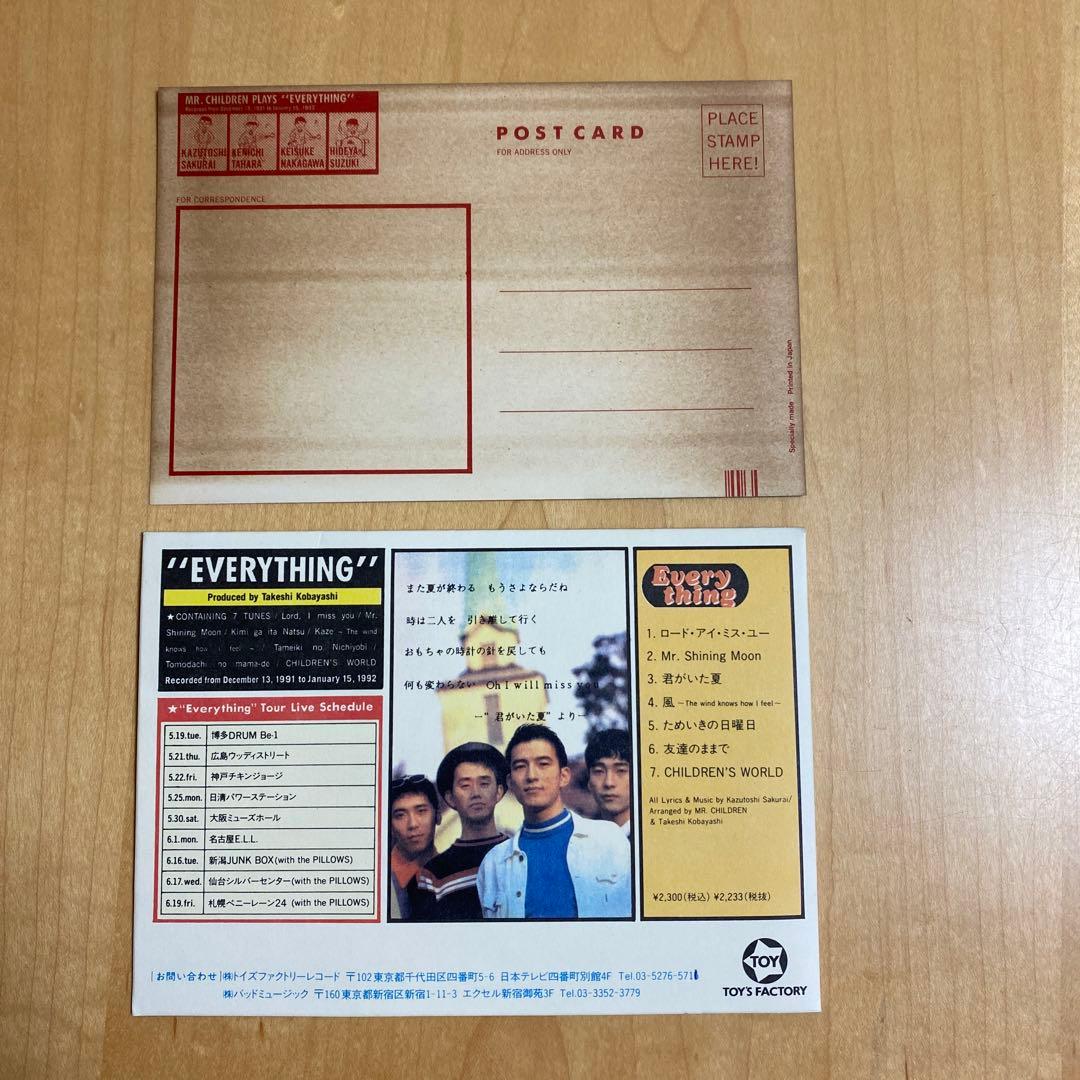 MR. CHILDREN PLAYS "EVERYTHING"
Recorded from December 13, 1991 to January 15, 1992
KAZUTOSHI SAKURAI
KENICHI TAHARA
KEISUKE NAKAGAWA
HIDEYA SUZUKI
POST CARD
FOR ADDRESS ONLY
PLACE
STAMP
HERE!
FOR CORRESPONDENCE
Specially made Printed in Japan
"EVERYTHING"
Produced by Takeshi Kobayashi
★CONTAINING 7 TUNES / Lord, I miss you / Mr.
Shining Moon / Kimi ga ita Natsu / Kaze ~ The wind
knows how I feel ~ / Tameiki no Nichiyobi /
Tomodachi no mama-de / CHILDREN'S WORLD
Recorded from December 13, 1991 to January 15, 1992
★"Everything" Tour Live Schedule
5.19.tue. 博多DRUM Be-1
5.21.thu. 広島ウッディストリート
5.22.fri. 神戸チキンジョージ
5.25.mon. 日清パワーステーション
5.30.sat. 大阪ミューズホール
6.1.mon. 名古屋E.L.L.
6.16.tue. 新潟JUNK BOX(with the PILLOWS)
6.17.wed. 仙台シルバーセンター(with the PILLOWS)
6.19.fri. 札幌ペニーレーン24 (with the PILLOWS)
また夏が終わる もうさよならだね
時は二人を 引き離して行く
おもちゃの時計の針を戻しても
何も変わらない Oh I will miss you
―"君がいた夏"より―
Every
thing
1. ロード・アイ・ミス・ユー
2. Mr. Shining Moon
3. 君がいた夏
4. 風 ~The wind knows how I feel~
5. ためいきの日曜日
6. 友達のままで
7. CHILDREN'S WORLD
All Lyrics & Music by Kazutoshi Sakurai/
Arranged by MR. CHILDREN
& Takeshi Kobayashi
¥2,300(税込) ¥2,233(税抜)
お問い合わせ ㈱トイズファクトリーレコード 〒102 東京都千代田区四番町5-6 日本テレビ四番町別館4F Tel.03-5276-571
㈱バッドミュージック 〒160 東京都新宿区新宿1-11-3 エクセル新宿御苑3F Tel.03-3352-3779
TOY
TOY'S FACTORY